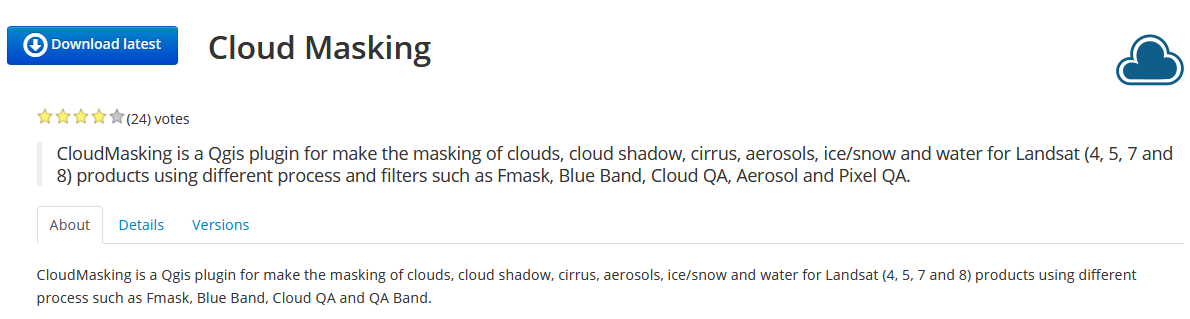 Download latest
Cloud Masking
(24) votes
CloudMasking is a Qgis plugin for make the masking of clouds, cloud shadow, cirrus, aerosols, ice/snow and water for Landsat (4, 5, 7 and
8) products using different process and filters such as Fmask, Blue Band, Cloud QA, Aerosol and Pixel QA.
About Details Versions
CloudMasking is a Qgis plugin for make the masking of clouds, cloud shadow, cirrus, aerosols, ice/snow and water for Landsat (4, 5, 7 and 8) products using different
process such as Fmask, Blue Band, Cloud QA and QA Band.